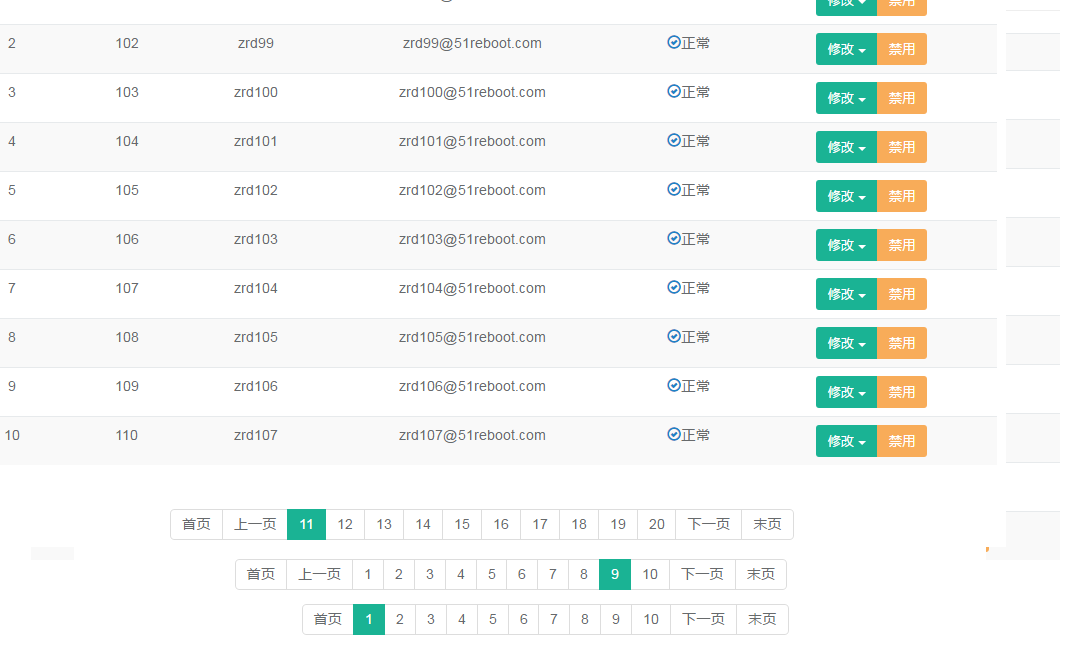 修改 禁用
2 102 zrd99 zrd99@51reboot.com 正常 修改 禁用
3 103 zrd100 zrd100@51reboot.com 正常 修改 禁用
4 104 zrd101 zrd101@51reboot.com 正常 修改 禁用
5 105 zrd102 zrd102@51reboot.com 正常 修改 禁用
6 106 zrd103 zrd103@51reboot.com 正常 修改 禁用
7 107 zrd104 zrd104@51reboot.com 正常 修改 禁用
8 108 zrd105 zrd105@51reboot.com 正常 修改 禁用
9 109 zrd106 zrd106@51reboot.com 正常 修改 禁用
10 110 zrd107 zrd107@51reboot.com 正常 修改 禁用
首页 上一页 11 12 13 14 15 16 17 18 19 20 下一页 末页
首页 上一页 1 2 3 4 5 6 7 8 9 10 下一页 末页
首页 1 2 3 4 5 6 7 8 9 10 下一页 末页